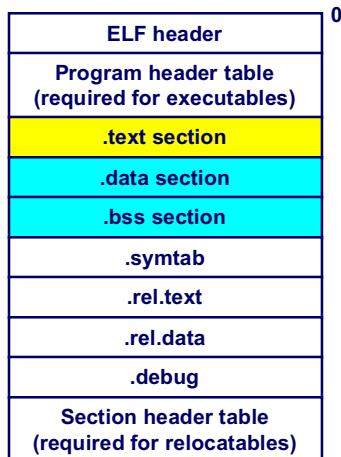 0
ELF header
Program header table
(required for executables)
.text section
.data section
.bss section
.symtab
.rel.text
.rel.data
.debug
Section header table
(required for relocatables)